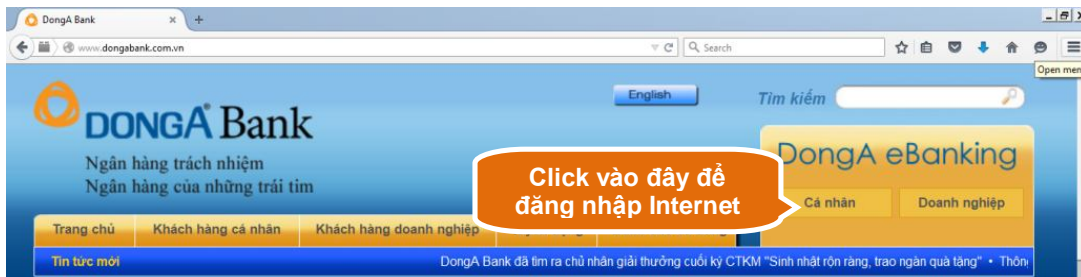 DongA Bank
www.dongabank.com.vn
Search
Open men
English
Tìm kiếm
DONGA Bank
Ngân hàng trách nhiệm
Ngân hàng của những trái tim
DongA eBanking
Click vào đây để
đăng nhập Internet
Cá nhân Doanh nghiệp
Trang chủ Khách hàng cá nhân Khách hàng doanh nghiệp
Tin tức mới
DongA Bank đã tìm ra chủ nhân giải thưởng cuối kỳ CTKM "Sinh nhật rộn ràng, trao ngàn quà tặng" • Thôn